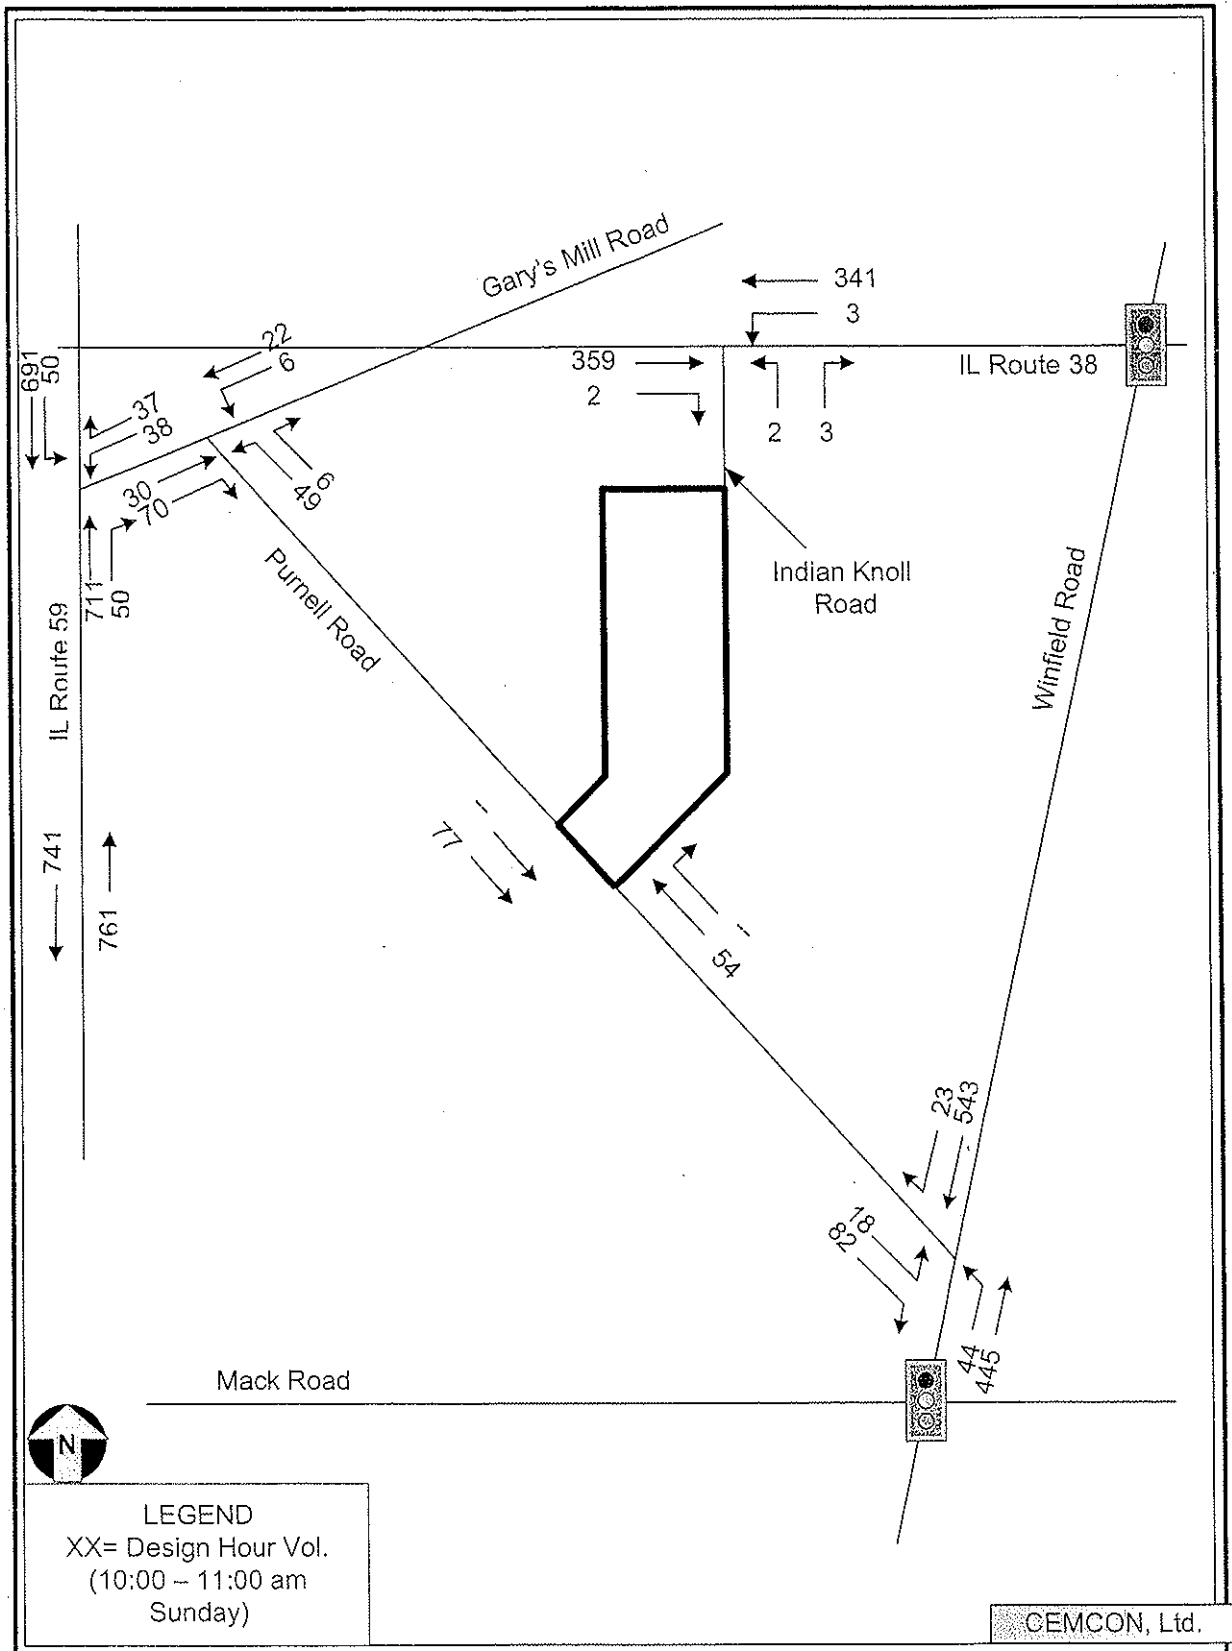 Gary's Mill Road
341
3
359
2
IL Route 38
2 3
691
50
22
6
37
38
30
70
6
49
711
50
Indian Knoll
Road
Purnell Road
IL Route 59
Winfield Road
741
761
77
--
--
54
23
543
18
82
44
445
Mack Road
N
LEGEND
XX= Design Hour Vol.
(10:00 – 11:00 am
Sunday)
CEMCON, Ltd.